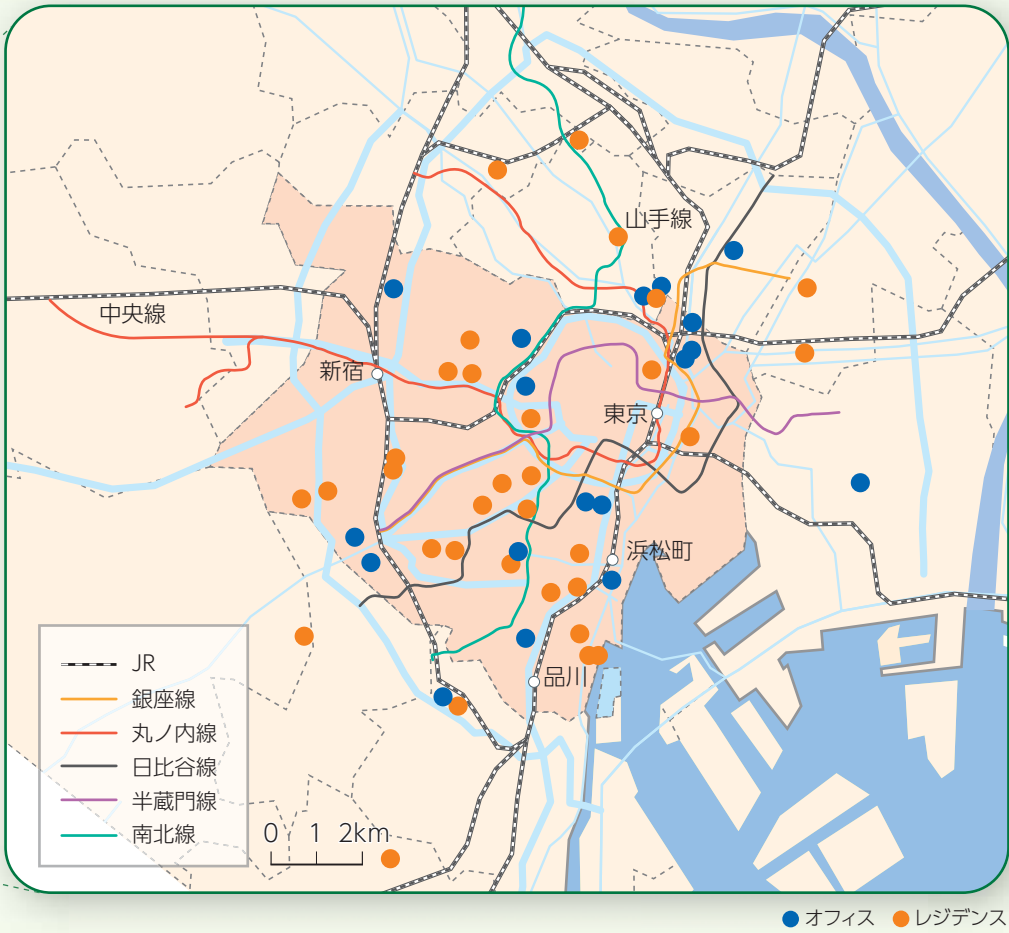 山手線
中央線
新宿
東京
浜松町
品川
JR
銀座線
丸ノ内線
日比谷線
半蔵門線
南北線
0 1 2km
オフィス レジデンス